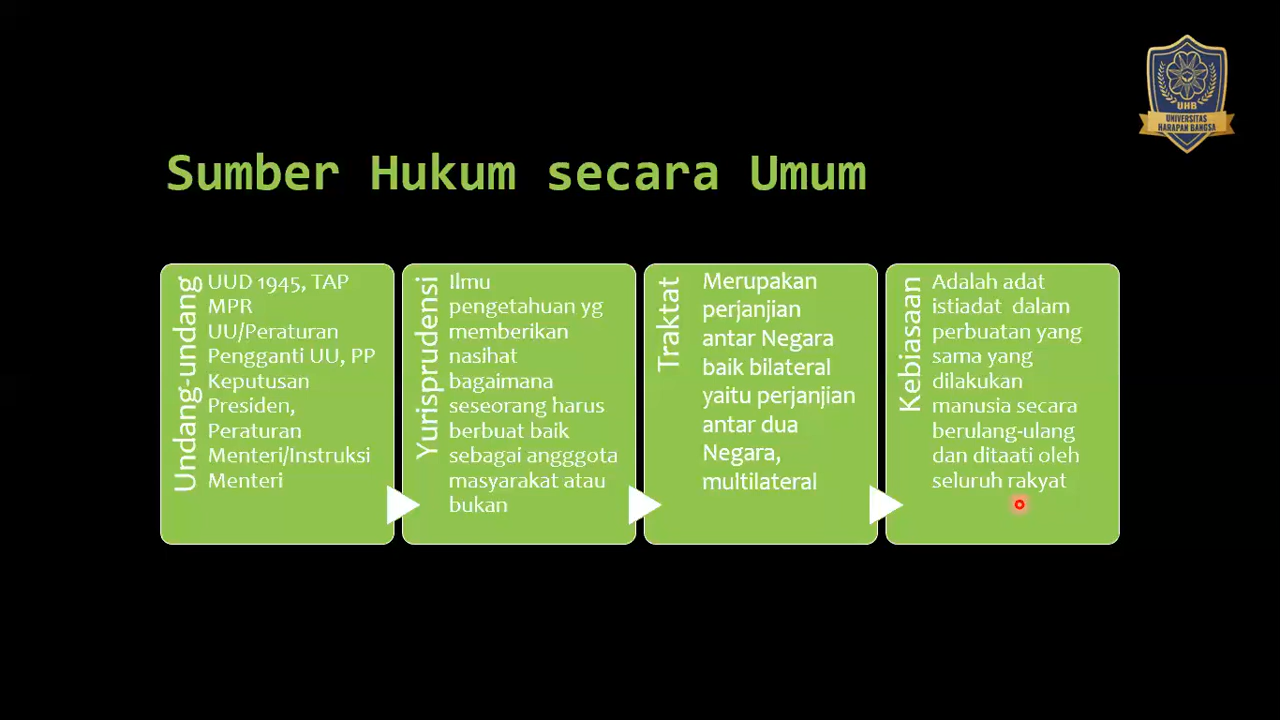 UHB
UNIVERSITAS
HARAPAN BANGSA
Sumber Hukum secara Umum
Undang-undang
UUD 1945, TAP
MPR
UU/Peraturan
Pengganti UU, PP
Keputusan
Presiden,
Peraturan
Menteri/Instruksi
Menteri
Yurisprudensi
Ilmu
pengetahuan yg
memberikan
nasihat
bagaimana
seseorang harus
berbuat baik
sebagai angggota
masyarakat atau
bukan
Traktat
Merupakan
perjanjian
antar Negara
baik bilateral
yaitu perjanjian
antar dua
Negara,
multilateral
Kebiasaan
Adalah adat
istiadat dalam
perbuatan yang
sama yang
dilakukan
manusia secara
berulang-ulang
dan ditaati oleh
seluruh rakyat